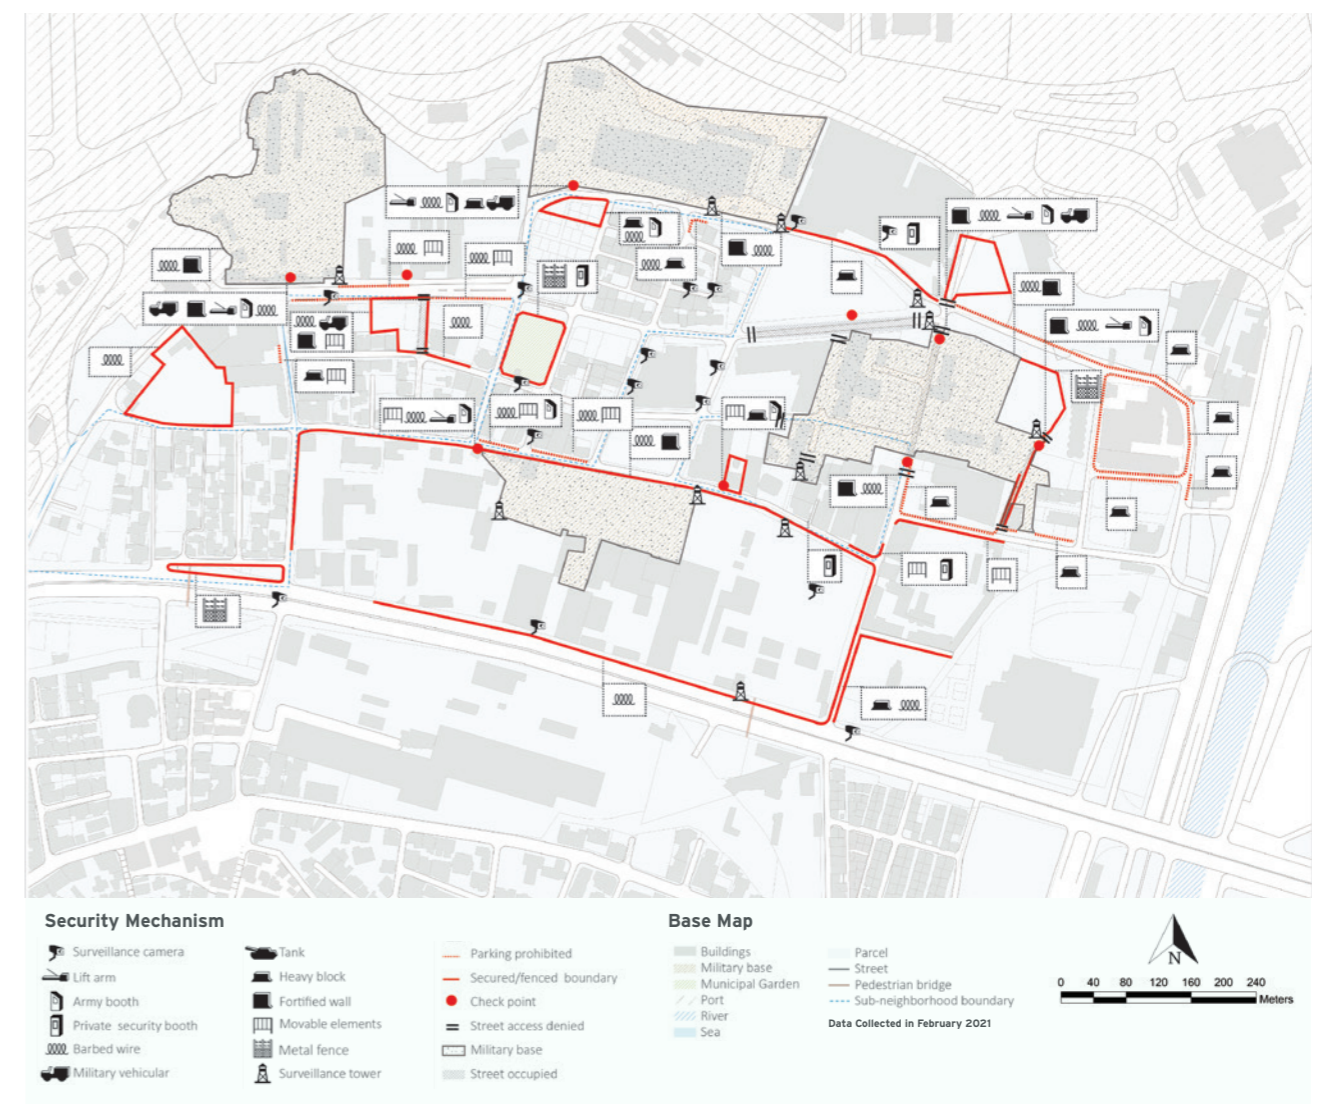 Security Mechanism
Surveillance camera
Lift arm
Army booth
Private security booth
Barbed wire
Military vehicular
Tank
Heavy block
Fortified wall
Movable elements
Metal fence
Surveillance tower
Parking prohibited
Secured/fenced boundary
Check point
Street access denied
Military base
Street occupied
Base Map
Buildings
Military base
Municipal Garden
Port
River
Sea
Parcel
Street
Pedestrian bridge
Sub-neighborhood boundary
Data Collected in February 2021
N
0 40 80 120 160 200 240
Meters